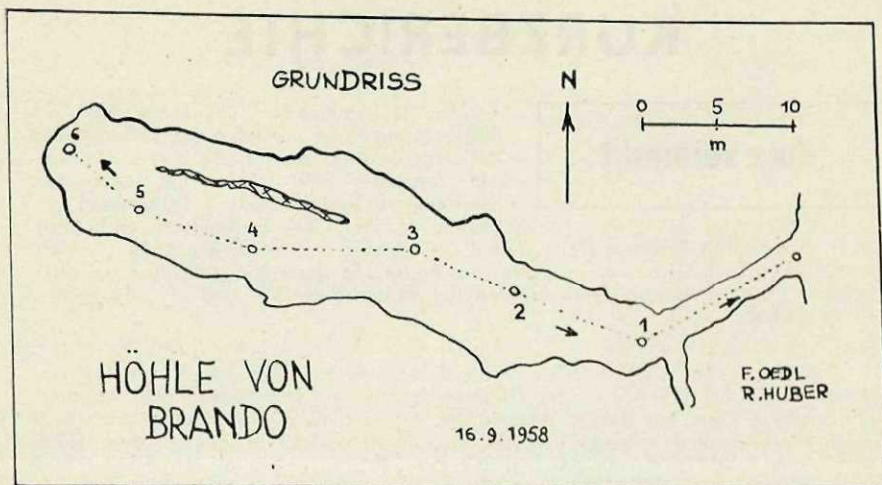 GRUNDRISS
N
0 5 10
m
6
5
4
3
2
1
HÖHLE VON
BRANDO
16.9.1958
F. OEDL
R. HUBER